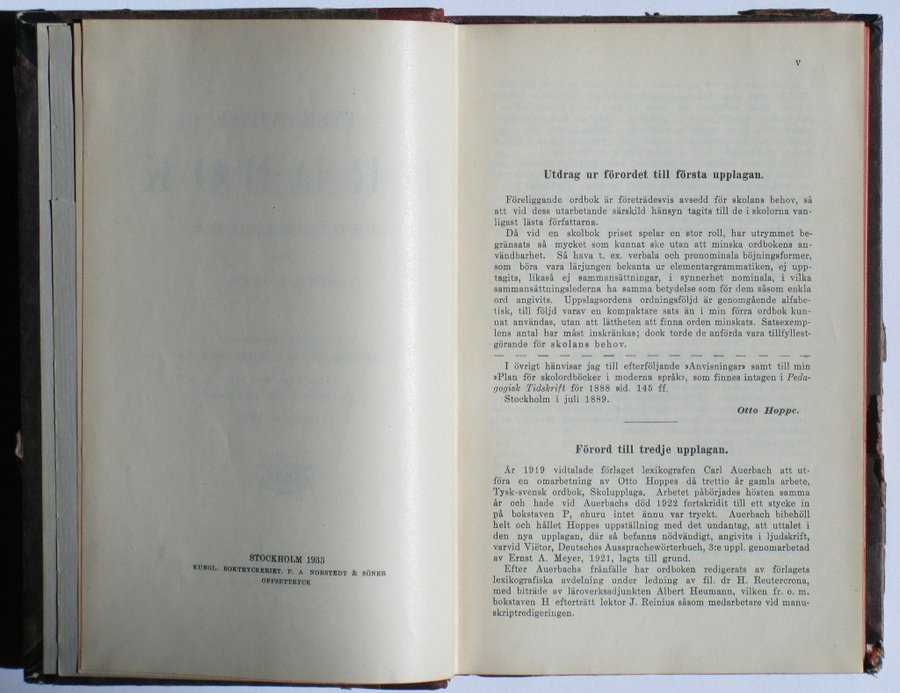 STOCKHOLM 1933
KUNGL. BOKTRYCKERIET. P. A. NORSTEDT & SÖNER
OFFSETTRYCK
V
Utdrag ur förordet till första upplagan.
Föreliggande ordbok är företrädesvis avsedd för skolans behov, så
att vid dess utarbetande särskild hänsyn tagits till de i skolorna van-
ligast lästa författarna.
Då vid en skolbok priset spelar en stor roll, har utrymmet be-
gränsats så mycket som kunnat ske utan att minska ordbokens an-
vändbarhet. Så hava t. ex. verbala och pronominala böjningsformer,
som böra vara lärjungen bekanta ur elementargrammatiken, ej upp-
tagits, likaså ej sammansättningar, i synnerhet nominala, i vilka
sammansättningslederna ha samma betydelse som för dem såsom enkla
ord angivits. Uppslagsordens ordningsföljd är genomgående alfabe-
tisk, till följd varav en kompaktare sats än i min förra ordbok kun-
nat användas, utan att lättheten att finna orden minskats. Satsexemp-
lens antal har måst inskränkas; dock torde de anförda vara tillfyllest-
görande för skolans behov.
I övrigt hänvisar jag till efterföljande »Anvisningar» samt till min
»Plan för skolordböcker i moderna språk», som finnes intagen i Peda-
gogisk Tidskrift för 1888 sid. 145 ff.
Stockholm i juli 1889.
Otto Hoppe.
Förord till tredje upplagan.
År 1919 vidtalade förlaget lexikografen Carl Auerbach att ut-
föra en omarbetning av Otto Hoppes då trettio år gamla arbete,
Tysk-svensk ordbok, Skolupplaga. Arbetet påbörjades hösten samma
år och hade vid Auerbachs död 1922 fortskridit till ett stycke in
på bokstaven P, ehuru intet ännu var tryckt. Auerbach bibehöll
helt och hållet Hoppes uppställning med det undantag, att uttalet i
den nya upplagan, där så befanns nödvändigt, angivits i ljudskrift,
varvid Viëtor, Deutsches Aussprachewörterbuch, 3:e uppl. genomarbetad
av Ernst A. Meyer, 1921, lagts till grund.
Efter Auerbachs frånfälle har ordboken redigerats av förlagets
lexikografiska avdelning under ledning av fil. dr H. Reutercrona,
med biträde av läroverksadjunkten Albert Heumann, vilken fr. o. m.
bokstaven H efterträtt lektor J. Reinius såsom medarbetare vid manu-
skriptredigeringen.